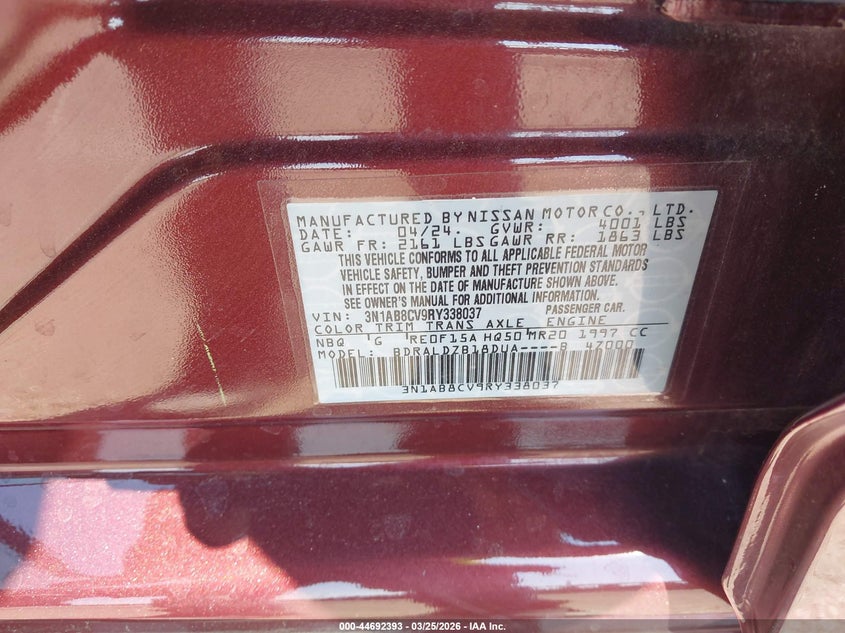 MANUFACTURED BY NISSAN MOTOR CO., LTD.
DATE: 04/24. GVWR: 4001 LBS
GAWR FR: 2161 LBS GAWR RR: 1863 LBS
THIS VEHICLE CONFORMS TO ALL APPLICABLE FEDERAL MOTOR
VEHICLE SAFETY, BUMPER AND THEFT PREVENTION STANDARDS
IN EFFECT ON THE DATE OF MANUFACTURE SHOWN ABOVE.
SEE OWNER'S MANUAL FOR ADDITIONAL INFORMATION.
VIN: 3N1AB8CV9RY338037 PASSENGER CAR.
COLOR TRIM TRANS AXLE ENGINE
NBQ G RE0F15A HQ50 MR20 1997 CC
MODEL: BDRALDZB18DUA----B 4Z000
3N1AB8CV9RY338037
000-44692393 - 03/25/2026 - IAA Inc.